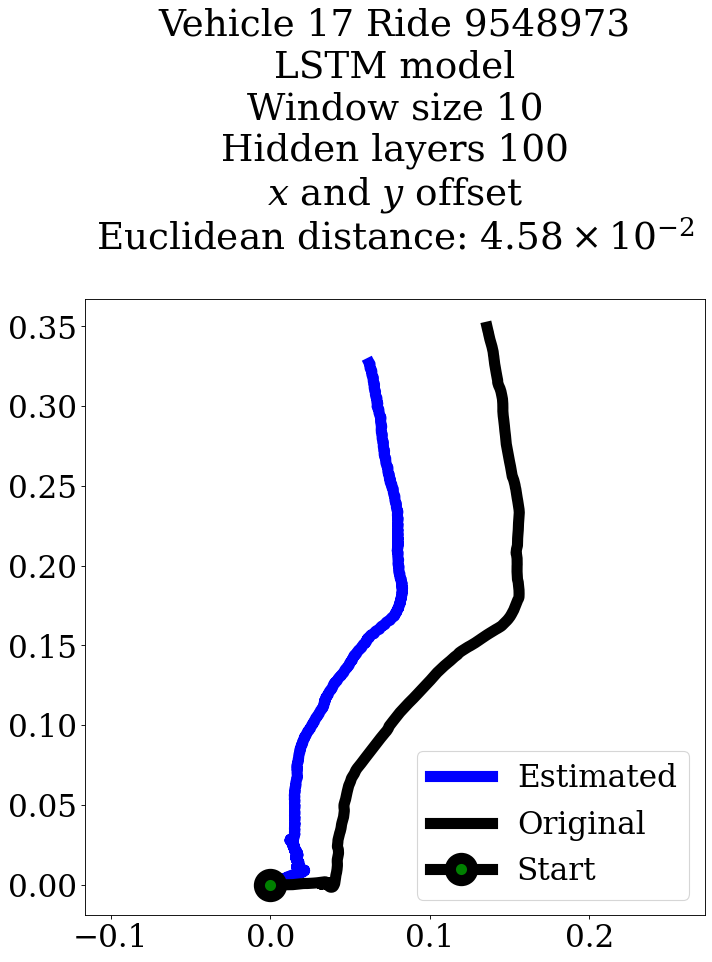 Vehicle 17 Ride 9548973
LSTM model
Window size 10
Hidden layers 100
x and y offset
Euclidean distance: 4.58 × 10⁻²
0.35
0.30
0.25
0.20
0.15
0.10
0.05
0.00
Estimated
Original
Start
−0.1 0.0 0.1 0.2